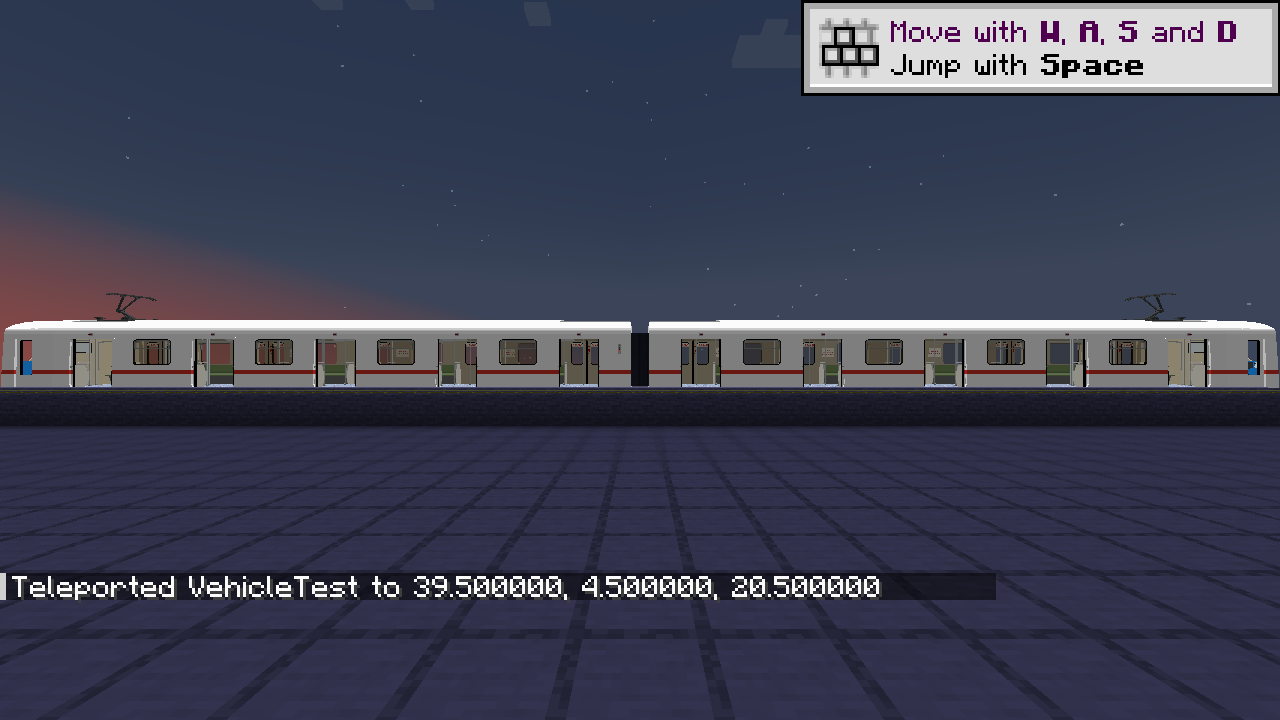 Move with W, A, S and D
Jump with Space
Teleported VehicleTest to 39.500000, 4.500000, 20.500000